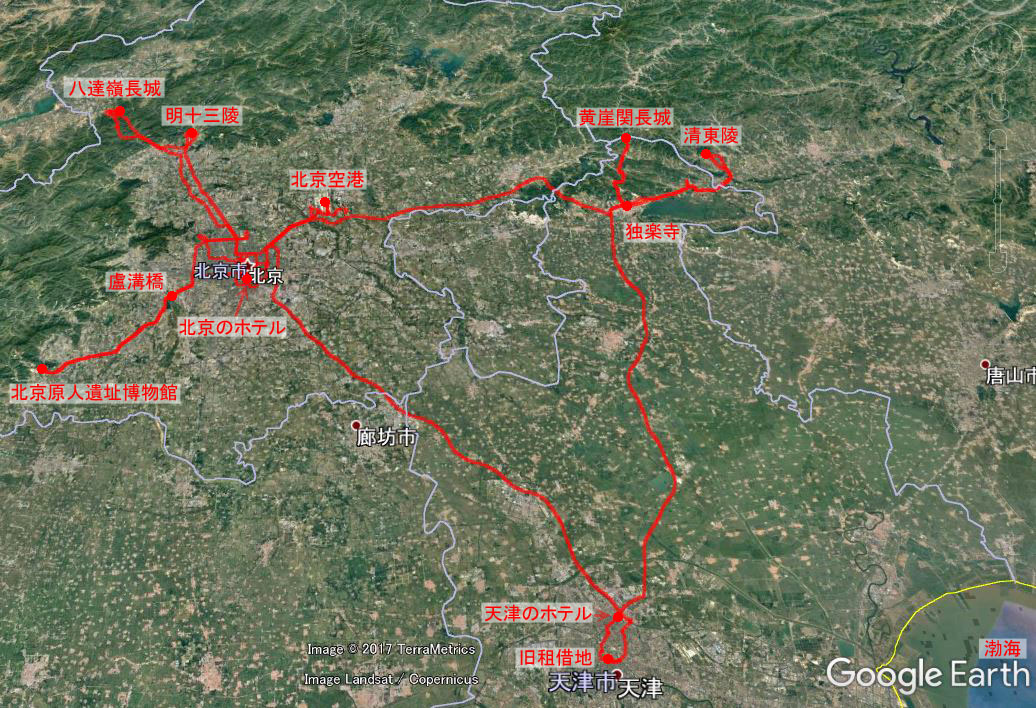 八達嶺長城
明十三陵
黄崖関長城
清東陵
北京空港
独楽寺
北京市
北京
盧溝橋
北京のホテル
北京原人遺址博物館
唐山市
廊坊市
天津のホテル
旧租借地
渤海
天津市
天津
Image © 2017 TerraMetrics
Image Landsat / Copernicus
Google Earth